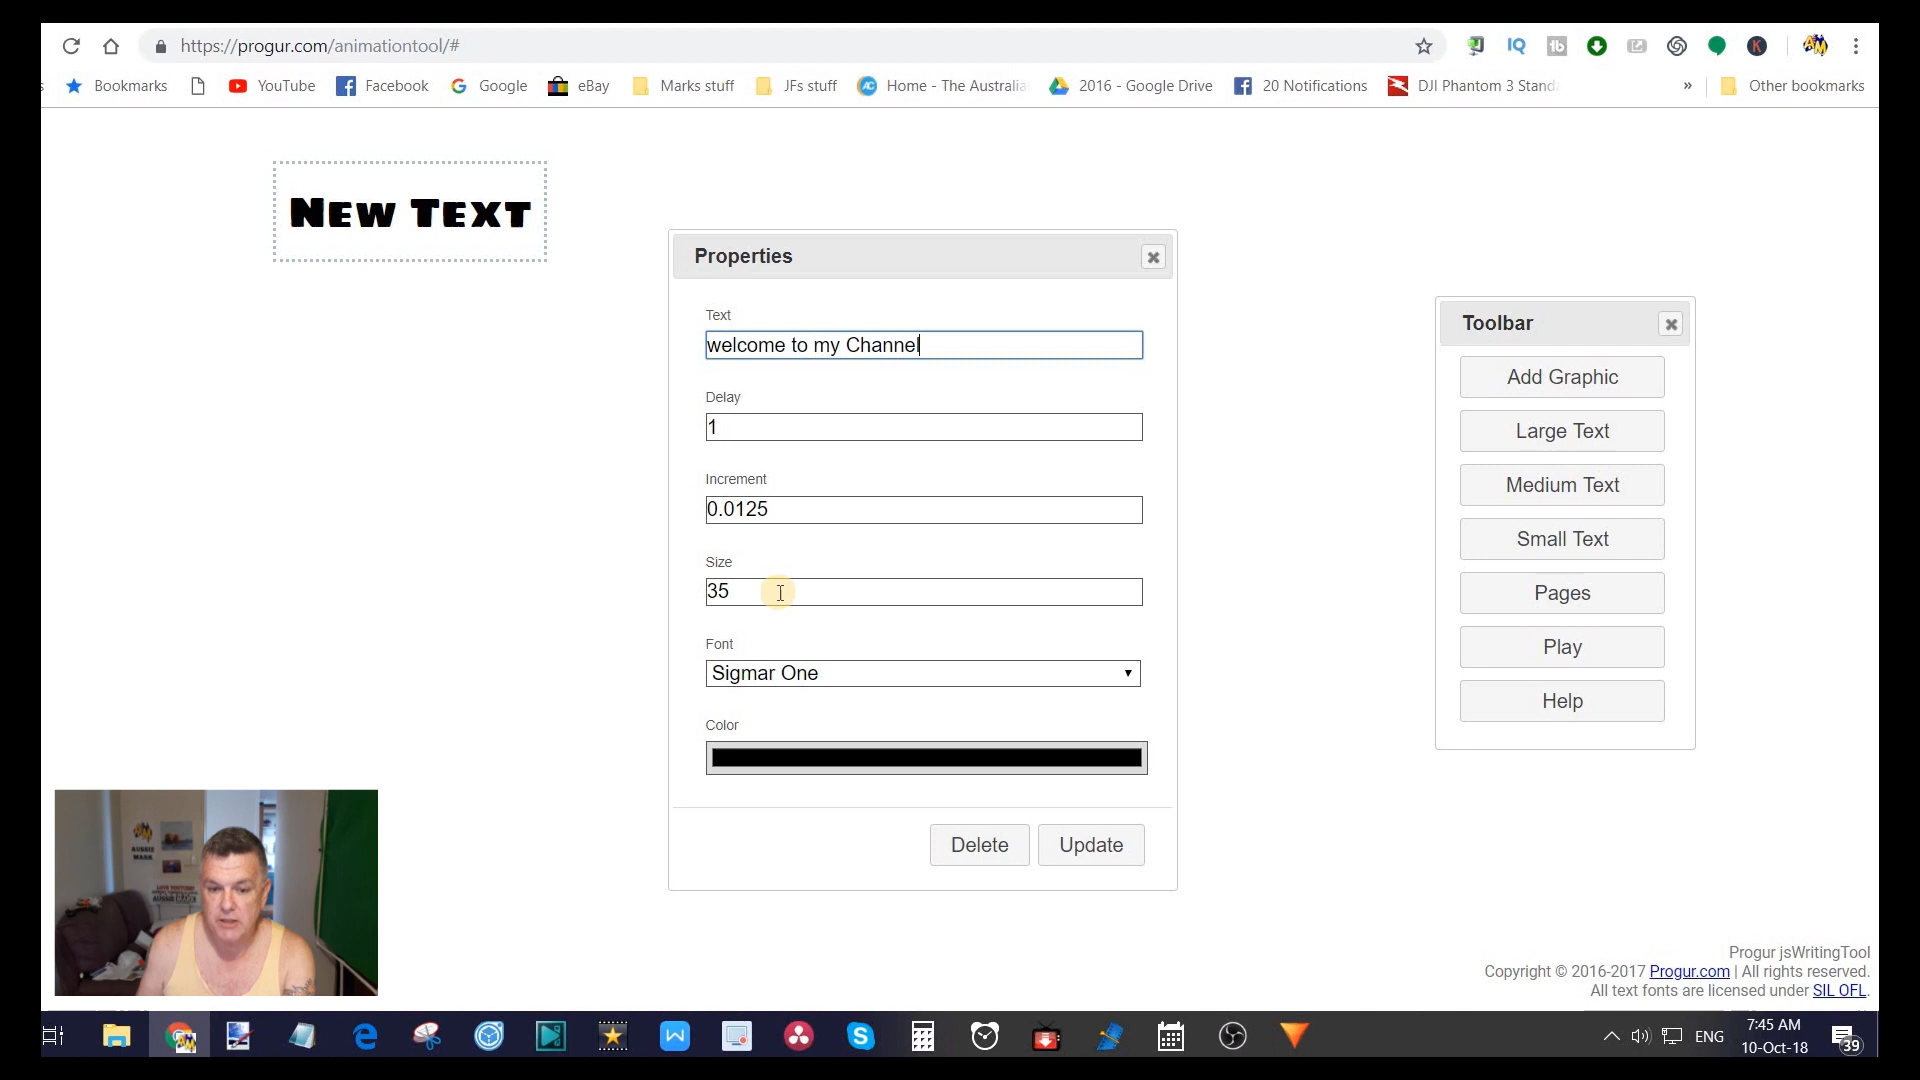 https://progur.com/animationtool/#
Bookmarks YouTube Facebook Google eBay Marks stuff JFs stuff Home - The Australia 2016 - Google Drive 20 Notifications DJI Phantom 3 Stand » Other bookmarks
NEW TEXT
Properties
Text
welcome to my Channel
Delay
1
Increment
0.0125
Size
35
Font
Sigmar One
Color
Delete Update
Toolbar
Add Graphic
Large Text
Medium Text
Small Text
Pages
Play
Help
AUSSIE
MARK
Progur jsWritingTool
Copyright © 2016-2017 Progur.com | All rights reserved.
All text fonts are licensed under SIL OFL.
ENG
7:45 AM
10-Oct-18
39